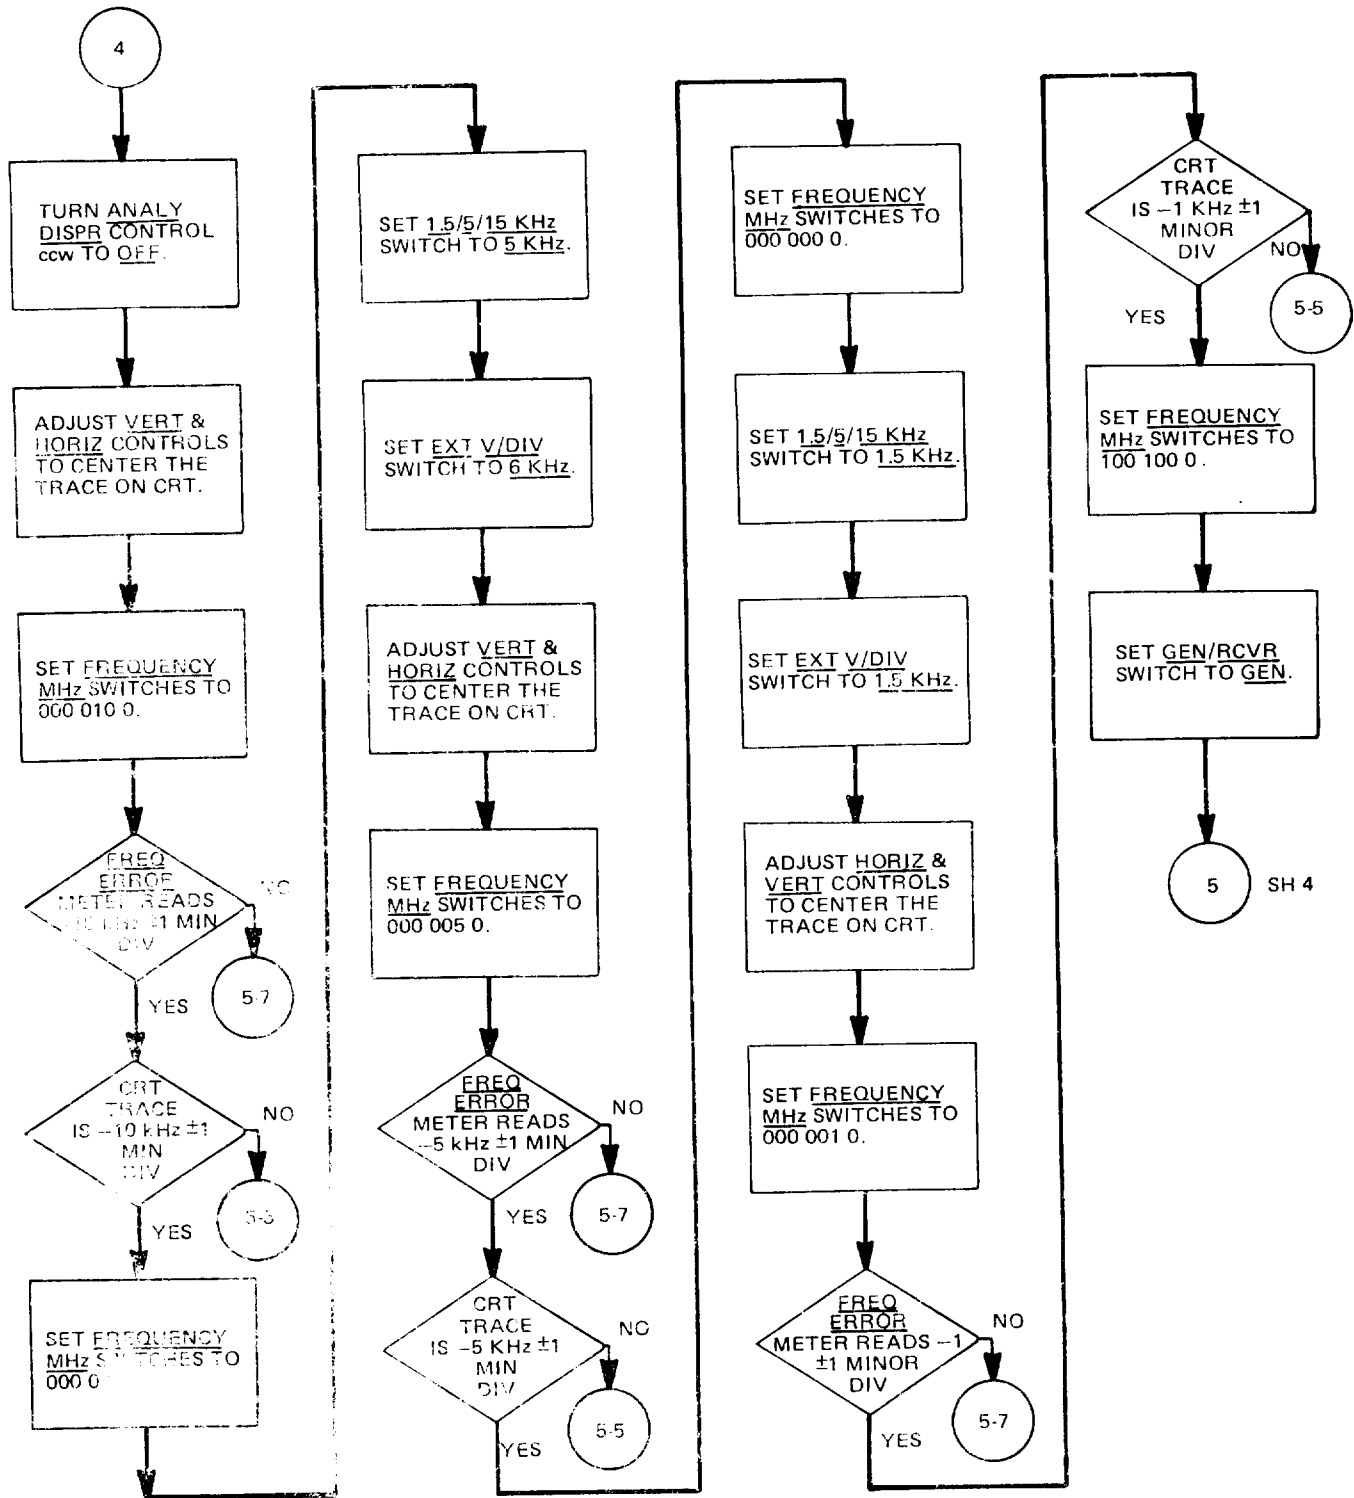 4
TURN ANALY
DISPR CONTROL
ccw TO OFF.
ADJUST VERT &
HORIZ CONTROLS
TO CENTER THE
TRACE ON CRT.
SET FREQUENCY
MHz SWITCHES TO
000 010 0.
FREQ
ERROR
METER READS
kHz ±1 MIN
DIV
NO
5-7
YES
CRT
TRACE
IS −10 kHz ±1
MIN
DIV
NO
YES
SET FREQUENCY
MHz SWITCHES TO
000 0
SET 1.5/5/15 KHz
SWITCH TO 5 KHz.
SET EXT V/DIV
SWITCH TO 6 KHz.
ADJUST VERT &
HORIZ CONTROLS
TO CENTER THE
TRACE ON CRT.
SET FREQUENCY
MHz SWITCHES TO
000 005 0.
FREQ
ERROR
METER READS
−5 kHz ±1 MIN
DIV
NO
5-7
YES
CRT
TRACE
IS −5 KHz ±1
MIN
DIV
NO
5-5
YES
SET FREQUENCY
MHz SWITCHES TO
000 000 0.
SET 1.5/5/15 KHz
SWITCH TO 1.5 KHz.
SET EXT V/DIV
SWITCH TO 1.5 KHz.
ADJUST HORIZ &
VERT CONTROLS
TO CENTER THE
TRACE ON CRT.
SET FREQUENCY
MHz SWITCHES TO
000 001 0.
FREQ
ERROR
METER READS −1
±1 MINOR
DIV
NO
5-7
YES
CRT
TRACE
IS −1 KHz ±1
MINOR
DIV
NO
5-5
YES
SET FREQUENCY
MHz SWITCHES TO
100 100 0.
SET GEN/RCVR
SWITCH TO GEN.
5 SH 4